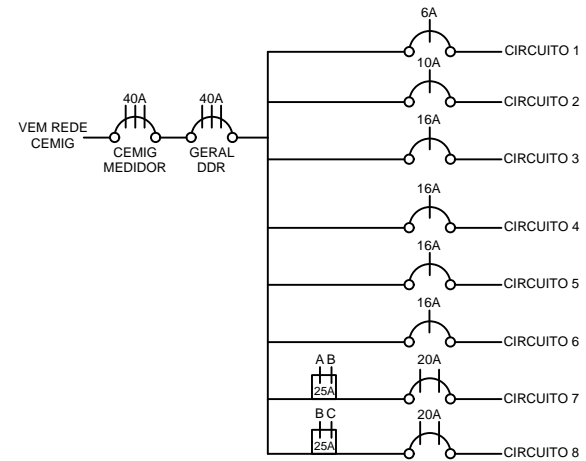 6A
CIRCUITO 1
10A
CIRCUITO 2
40A
40A
VEM REDE
CEMIG
CEMIG
MEDIDOR
GERAL
DDR
16A
CIRCUITO 3
16A
CIRCUITO 4
16A
CIRCUITO 5
16A
CIRCUITO 6
A B
25A
20A
CIRCUITO 7
B C
25A
20A
CIRCUITO 8